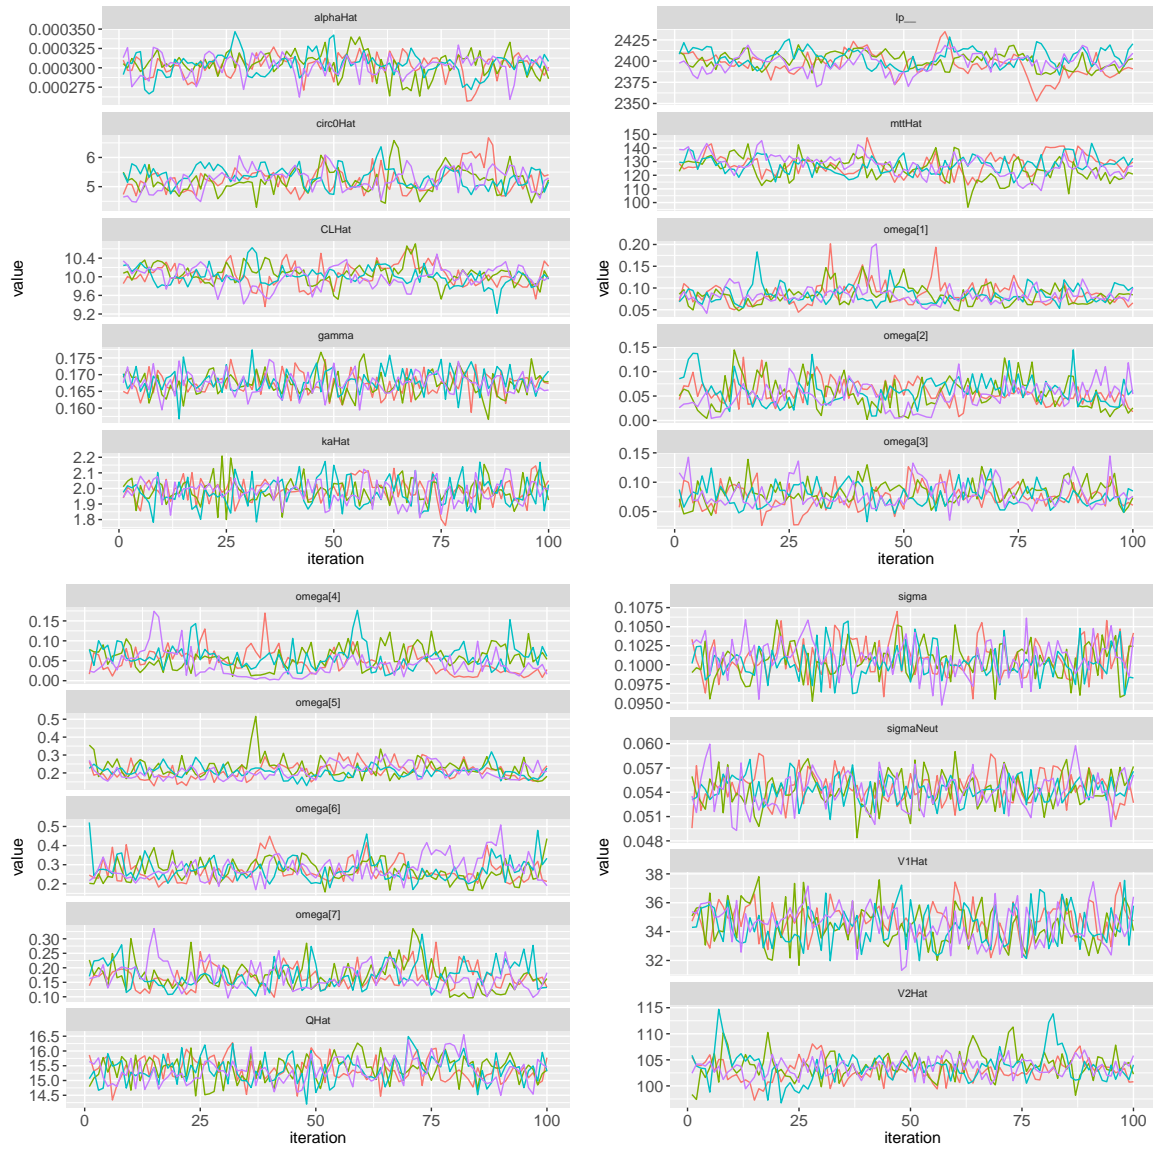 alphaHat
0.000350
0.000325
0.000300
0.000275
circ0Hat
6
5
CLHat
10.4
10.0
9.6
9.2
gamma
0.175
0.170
0.165
0.160
kaHat
2.2
2.1
2.0
1.9
1.8
0 25 50 75 100
iteration
value
lp__
2425
2400
2375
2350
mttHat
150
140
130
120
110
100
omega[1]
0.20
0.15
0.10
0.05
omega[2]
0.15
0.10
0.05
0.00
omega[3]
0.15
0.10
0.05
0 25 50 75 100
iteration
value
omega[4]
0.15
0.10
0.05
0.00
omega[5]
0.5
0.4
0.3
0.2
omega[6]
0.5
0.4
0.3
0.2
omega[7]
0.30
0.25
0.20
0.15
0.10
QHat
16.5
16.0
15.5
15.0
14.5
0 25 50 75 100
iteration
value
sigma
0.1075
0.1050
0.1025
0.1000
0.0975
0.0950
sigmaNeut
0.060
0.057
0.054
0.051
0.048
V1Hat
38
36
34
32
V2Hat
115
110
105
100
0 25 50 75 100
iteration
value